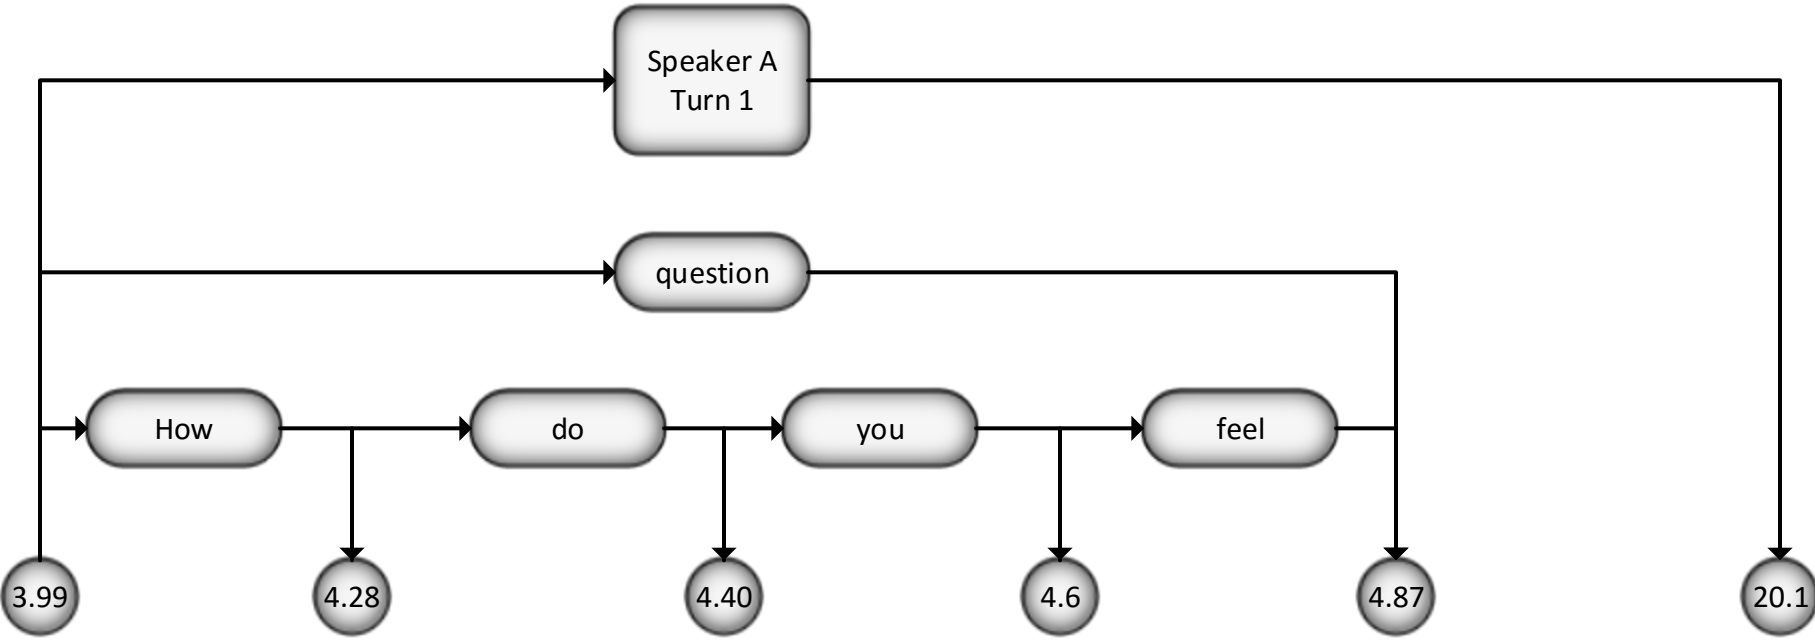 Speaker A
Turn 1
question
How
do
you
feel
3.99
4.28
4.40
4.6
4.87
20.1